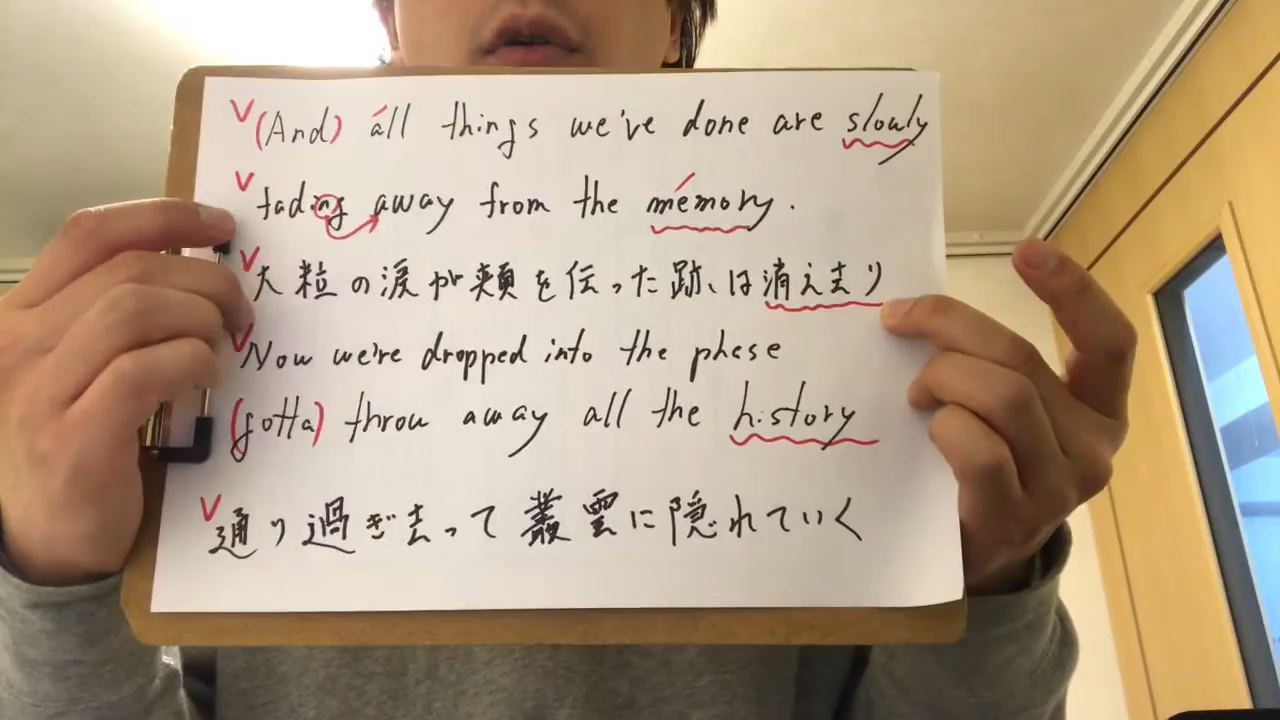 (And) all things we've done are slowly
fading away from the memory.
大粒の涙が頬を伝った跡は消え去り
Now we're dropped into the phase
(gotta) throw away all the history
通り過ぎ去って叢雲に隠れていく